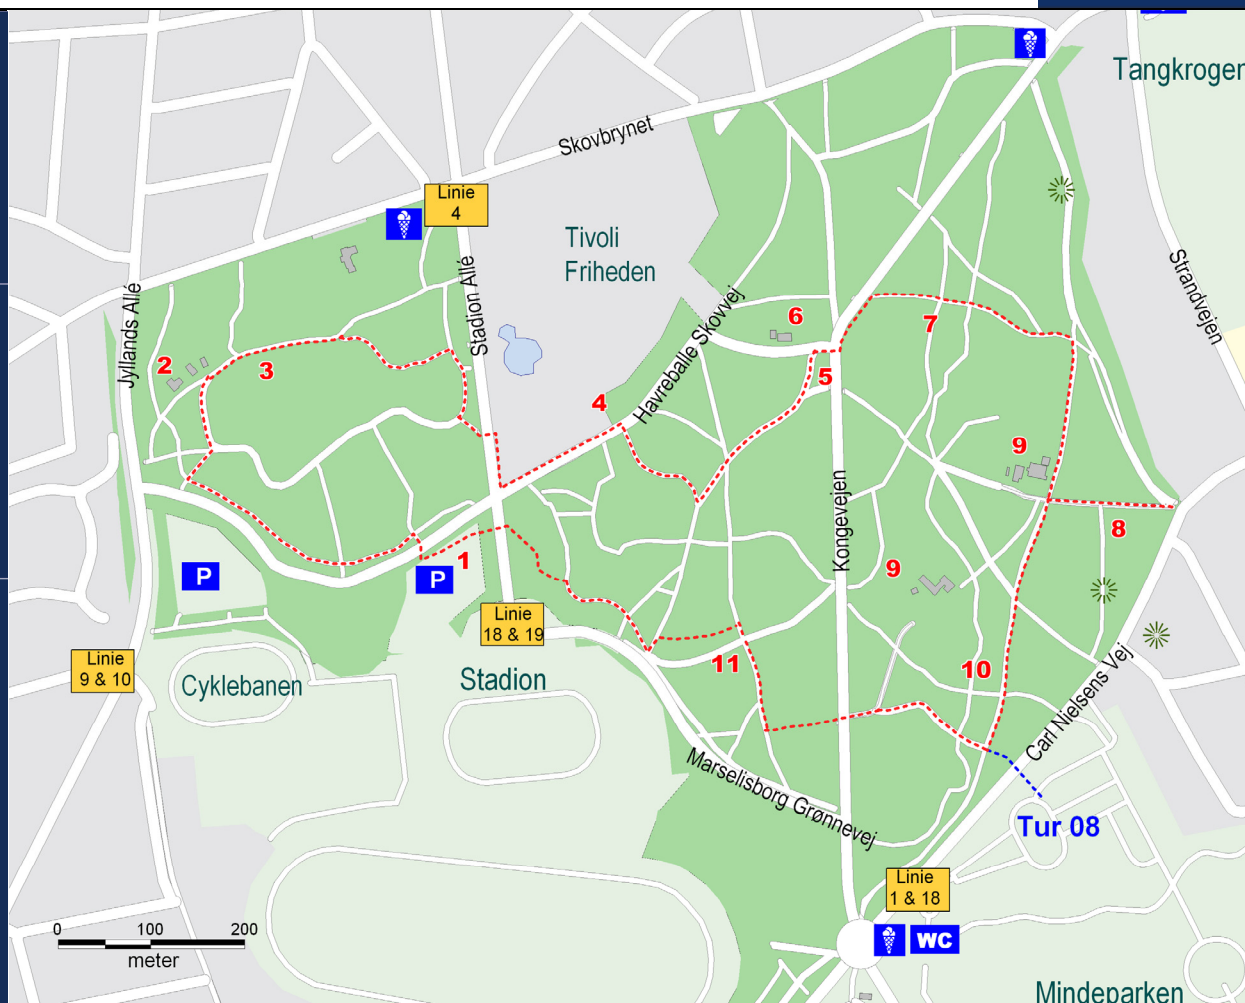 Tangkrogen
Skovbrynet
Linie
4
Tivoli
Friheden
Strandvejen
Stadion Allé
Jyllands Allé
Havreballe Skovvej
6
7
2
3
5
4
9
Kongevejen
8
1
9
P
P
Linie
18 & 19
Linie
9 & 10
11
10
Cyklebanen
Stadion
Carl Nielsens Vej
Marselisborg Grønnevej
Tur 08
Linie
1 & 18
0 100 200
meter
WC
Mindeparken